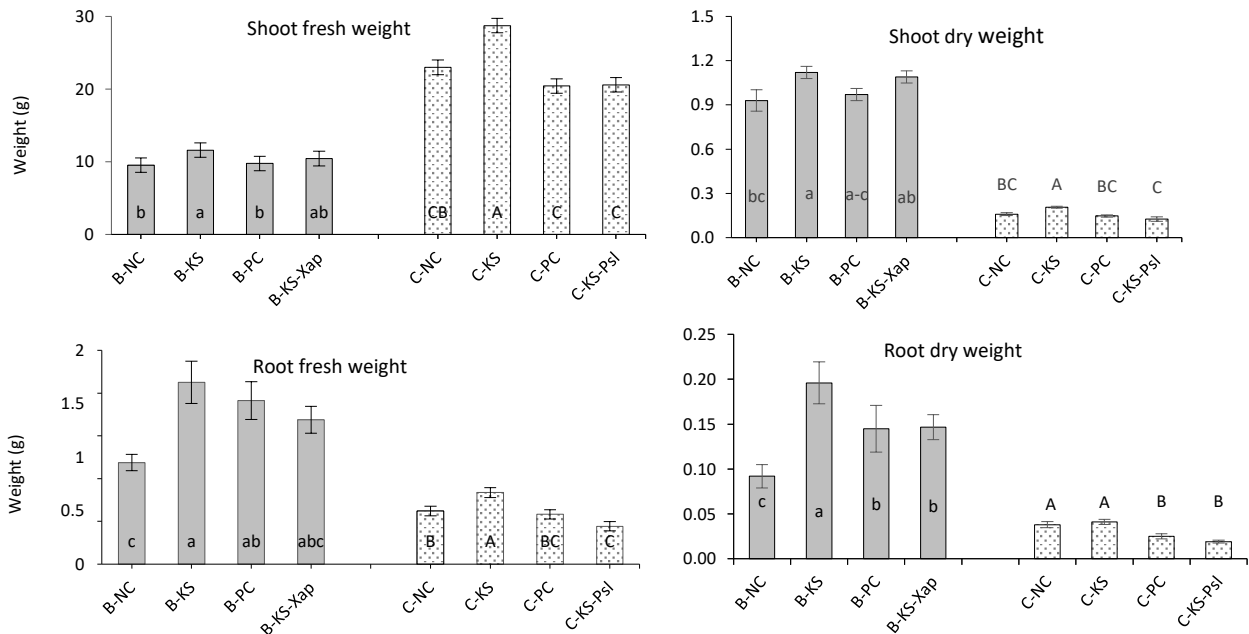 Shoot fresh weight
Weight (g)
30
20
10
0
b a b ab CB A C C
B-NC B-KS B-PC B-KS-Xap C-NC C-KS C-PC C-KS-Psl
Shoot dry weight
1.5
1.2
0.9
0.6
0.3
0.0
bc a a-c ab BC A BC C
B-NC B-KS B-PC B-KS-Xap C-NC C-KS C-PC C-KS-Psl
Root fresh weight
Weight (g)
2
1.5
1
0.5
0
c a ab abc B A BC C
B-NC B-KS B-PC B-KS-Xap C-NC C-KS C-PC C-KS-Psl
Root dry weight
0.25
0.20
0.15
0.10
0.05
0.00
c a b b A A B B
B-NC B-KS B-PC B-KS-Xap C-NC C-KS C-PC C-KS-Psl